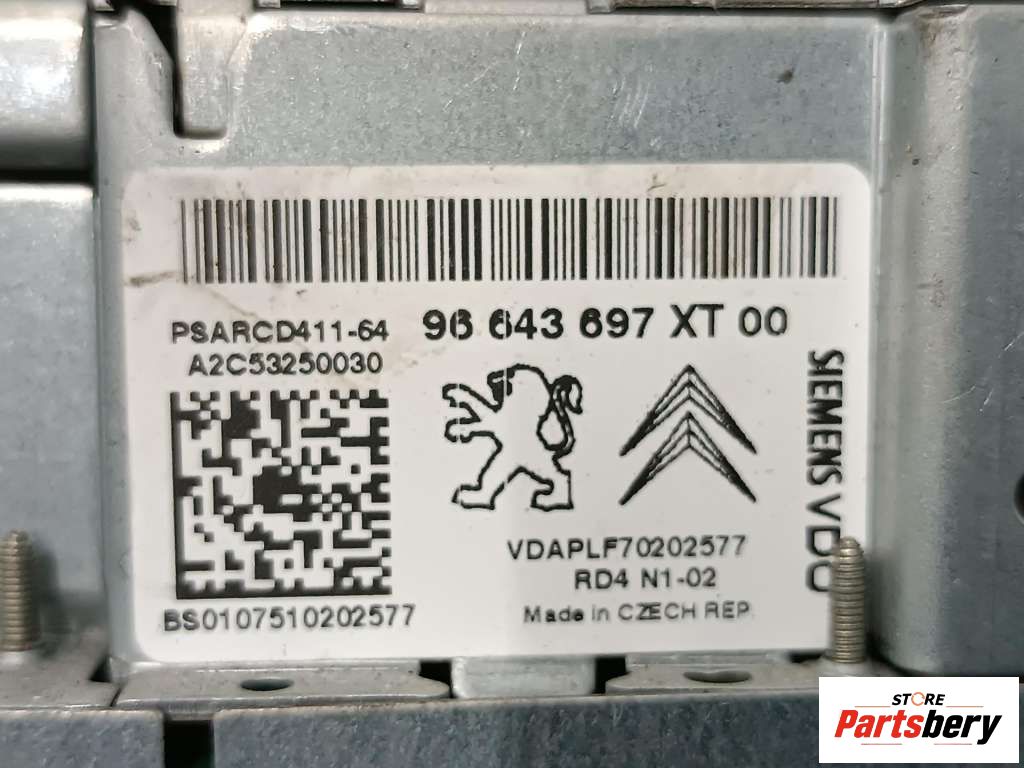 PSARCD411-64 96 643 697 XT 00
A2C53250030
SIEMENS VDO
VDAPLF70202577
RD4 N1-02
BS0107510202577
Made in CZECH REP.
STORE
Partsbery